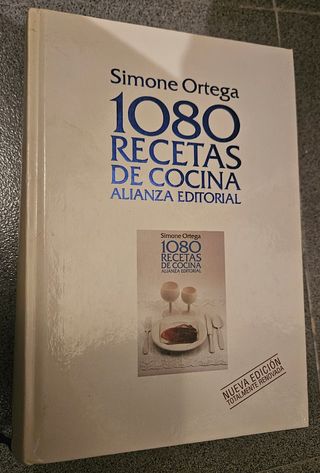 Simone Ortega
1080
RECETAS
DE COCINA
ALIANZA EDITORIAL
Simone Ortega
1080
RECETAS
DE COCINA
ALIANZA EDITORIAL
NUEVA EDICIÓN
TOTALMENTE RENOVADA